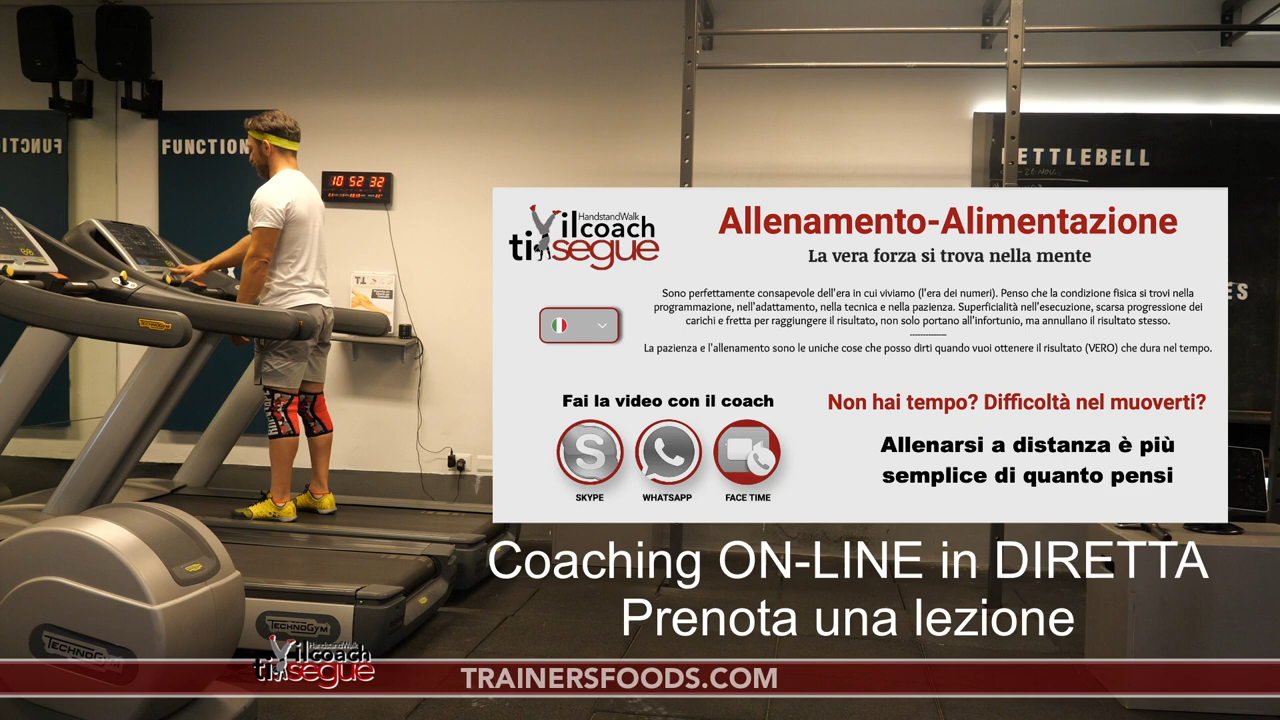 FUNCTION
KETTLEBELL
10 52 32
HandstandWalk
il coach
ti segue
Allenamento-Alimentazione
La vera forza si trova nella mente
Sono perfettamente consapevole dell'era in cui viviamo (l'era dei numeri). Penso che la condizione fisica si trovi nella
programmazione, nell'adattamento, nella tecnica e nella pazienza. Superficialità nell'esecuzione, scarsa progressione dei
carichi e fretta per raggiungere il risultato, non solo portano all'infortunio, ma annullano il risultato stesso.
La pazienza e l'allenamento sono le uniche cose che posso dirti quando vuoi ottenere il risultato (VERO) che dura nel tempo.
Fai la video con il coach
SKYPE
WHATSAPP
FACE TIME
Non hai tempo? Difficoltà nel muoverti?
Allenarsi a distanza è più
semplice di quanto pensi
Coaching ON-LINE in DIRETTA
Prenota una lezione
TECHNOGYM
TECHNOGYM
HandstandWalk
il coach
ti segue
TRAINERSFOODS.COM